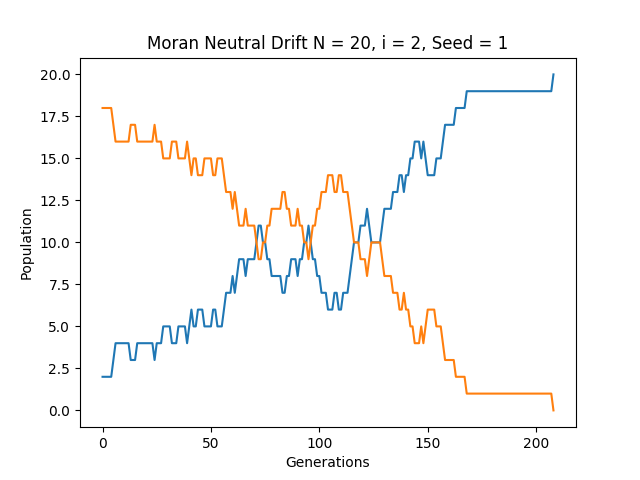 Moran Neutral Drift N = 20, i = 2, Seed = 1
20.0
17.5
15.0
12.5
10.0
7.5
5.0
2.5
0.0
Population
0 50 100 150 200
Generations